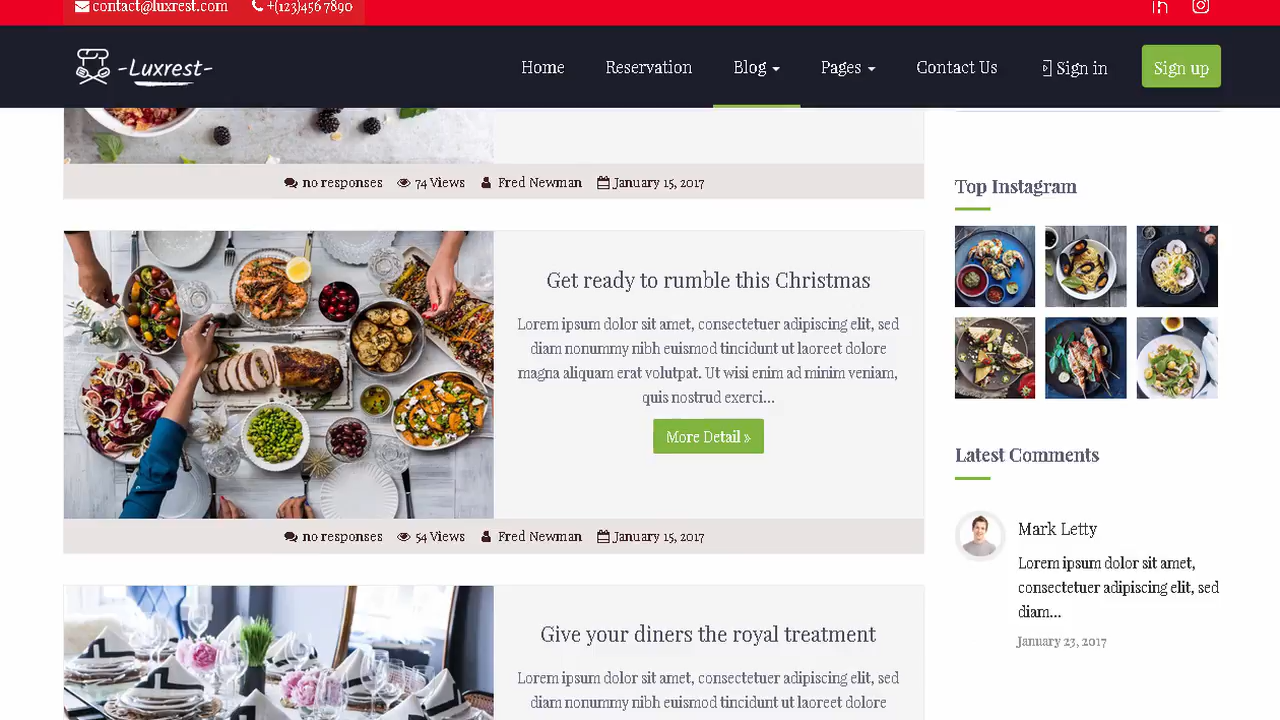 contact@luxrest.com +(123)456 7890
-Luxrest-
Home Reservation Blog Pages Contact Us Sign in Sign up
no responses 74 Views Fred Newman January 15, 2017
Get ready to rumble this Christmas
Lorem ipsum dolor sit amet, consectetuer adipiscing elit, sed
diam nonummy nibh euismod tincidunt ut laoreet dolore
magna aliquam erat volutpat. Ut wisi enim ad minim veniam,
quis nostrud exerci...
More Detail »
no responses 54 Views Fred Newman January 15, 2017
Give your diners the royal treatment
Lorem ipsum dolor sit amet, consectetuer adipiscing elit, sed
diam nonummy nibh euismod tincidunt ut laoreet dolore
Top Instagram
Latest Comments
Mark Letty
Lorem ipsum dolor sit amet,
consectetuer adipiscing elit, sed
diam...
January 23, 2017